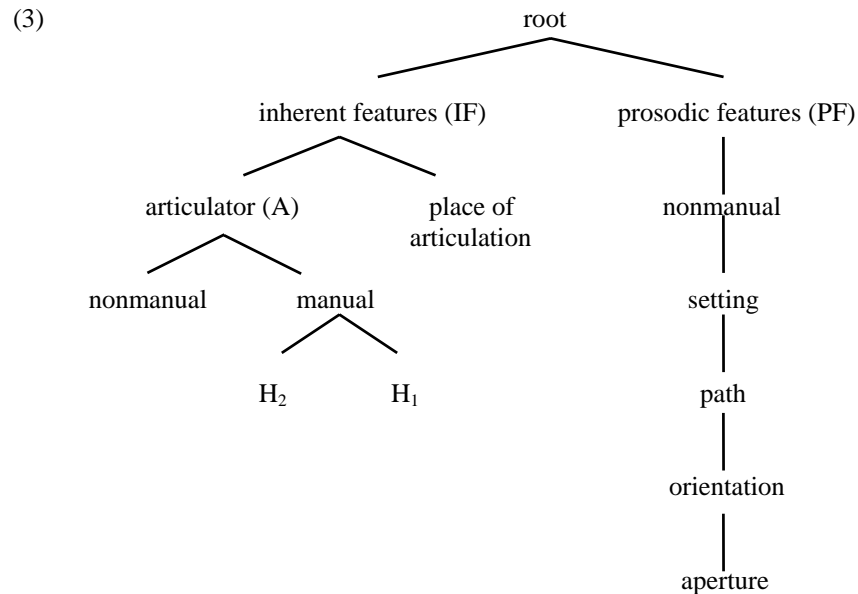 (3) root
inherent features (IF) prosodic features (PF)
articulator (A) place of nonmanual
articulation
nonmanual manual setting
H₂ H₁ path
orientation
aperture